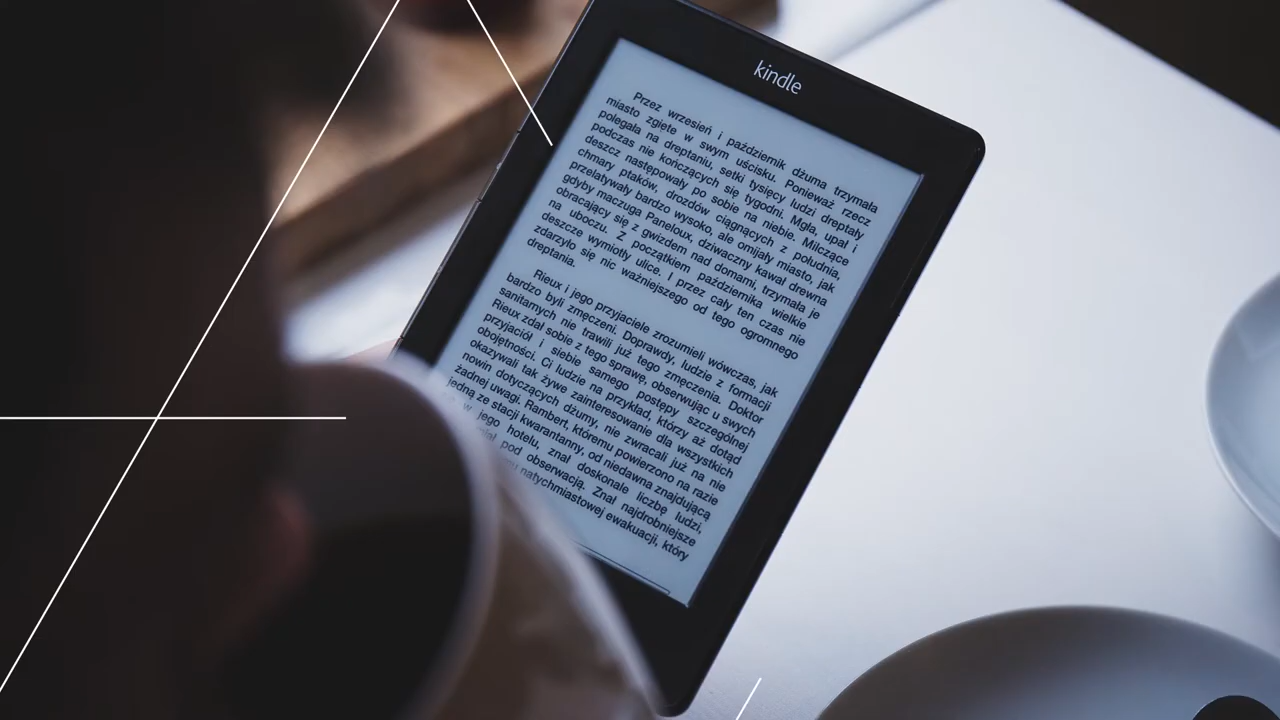 kindle
Przez wrzesień i październik dżuma trzymała
miasto zgięte w swym uścisku. Ponieważ rzecz
polegała na dreptaniu, setki tysięcy ludzi dreptały
podczas nie kończących się tygodni. Mgła, upał i
deszcz następowały po sobie na niebie. Milczące
chmary ptaków, drozdów ciągnących z południa,
przelatywały bardzo wysoko, ale omijały miasto, jak
gdyby maczuga Paneloux, dziwaczny kawał drewna
obracający się z gwizdem nad domami, trzymała je
na uboczu. Z początkiem października wielkie
deszcze wymiotły ulice. I przez cały ten czas nie
zdarzyło się nic ważniejszego od tego ogromnego
dreptania.
Rieux i jego przyjaciele zrozumieli wówczas, jak
bardzo byli zmęczeni. Doprawdy, ludzie z formacji
sanitarnych nie trawili już tego zmęczenia. Doktor
Rieux zdał sobie z tego sprawę, obserwując u swych
przyjaciół i siebie samego postępy szczególnej
obojętności. Ci ludzie na przykład, którzy aż dotąd
okazywali tak żywe zainteresowanie dla wszystkich
nowin dotyczących dżumy, nie zwracali już na nie
żadnej uwagi. Rambert, któremu powierzono na razie
jedną ze stacji kwarantanny, od niedawna znajdującą
w jego hotelu, znał doskonale liczbę ludzi,
pod obserwacją. Znał najdrobniejsze
natychmiastowej ewakuacji, który